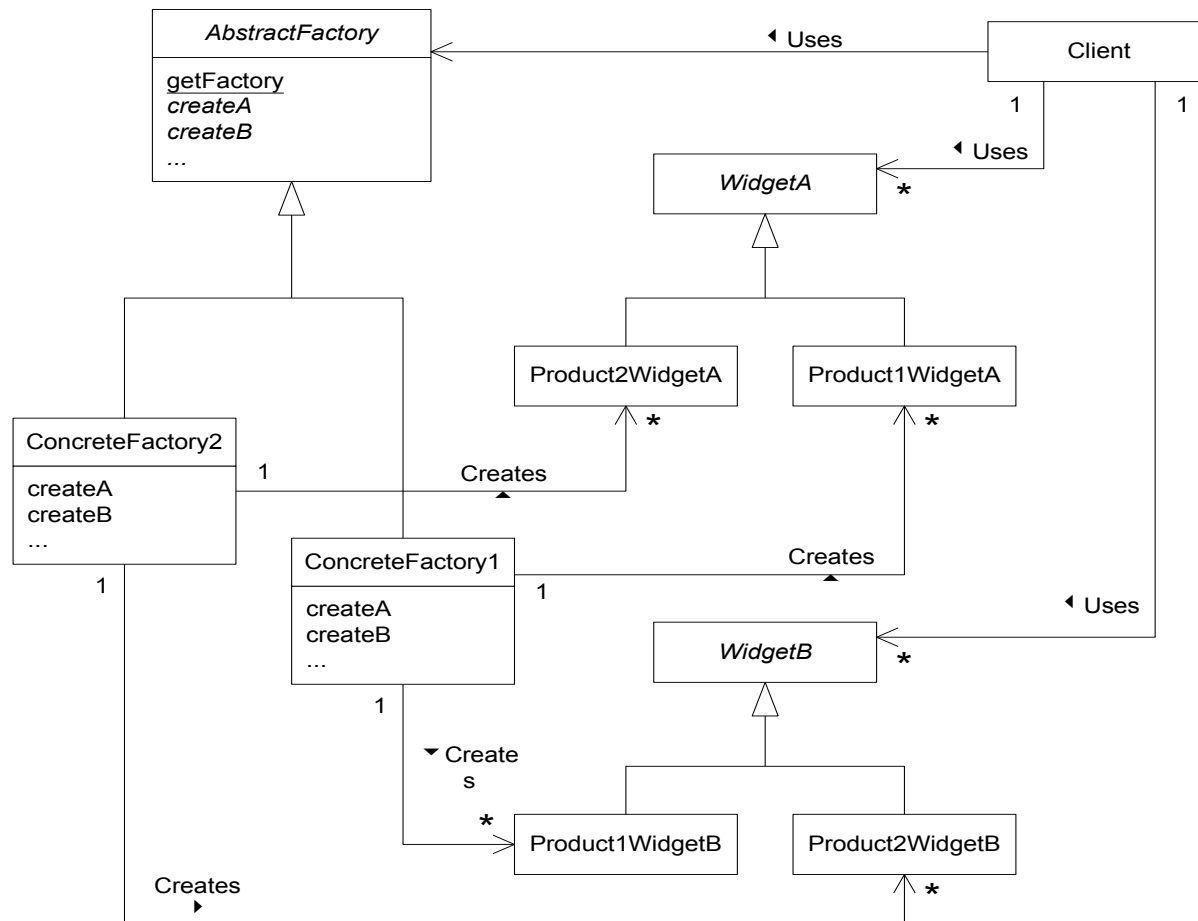 AbstractFactory
getFactory
createA
createB
...
Uses
Client
1
1
Uses
WidgetA
*
Product2WidgetA
Product1WidgetA
*
*
ConcreteFactory2
createA
createB
...
1
Creates
1
ConcreteFactory1
createA
createB
...
1
Creates
1
Uses
WidgetB
*
Create
s
*
Product1WidgetB
Product2WidgetB
Creates
*